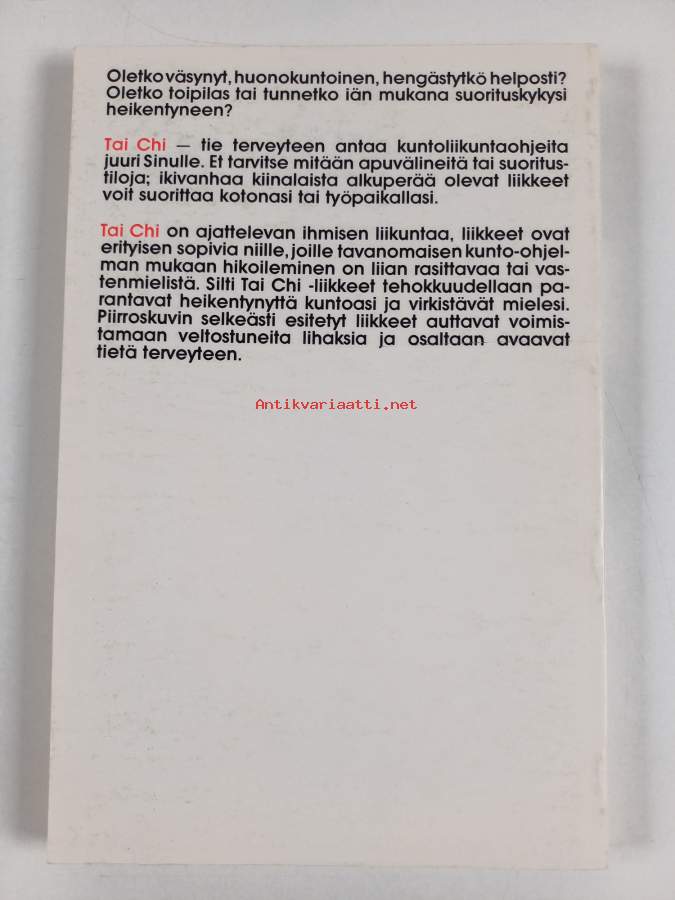 Oletko väsynyt, huonokuntoinen, hengästytkö helposti?
Oletko toipilas tai tunnetko iän mukana suorituskykysi
heikentyneen?
Tai Chi — tie terveyteen antaa kuntoliikuntaohjeita
juuri Sinulle. Et tarvitse mitään apuvälineitä tai suoritus-
tiloja; ikivanhaa kiinalaista alkuperää olevat liikkeet
voit suorittaa kotonasi tai työpaikallasi.
Tai Chi on ajattelevan ihmisen liikuntaa, liikkeet ovat
erityisen sopivia niille, joille tavanomaisen kunto-ohjel-
man mukaan hikoileminen on liian rasittavaa tai vas-
tenmielistä. Silti Tai Chi -liikkeet tehokkuudellaan pa-
rantavat heikentynyttä kuntoasi ja virkistävät mielesi.
Piirroskuvin selkeästi esitetyt liikkeet auttavat voimis-
tamaan veltostuneita lihaksia ja osaltaan avaavat
tietä terveyteen.
Antikvariaatti.net